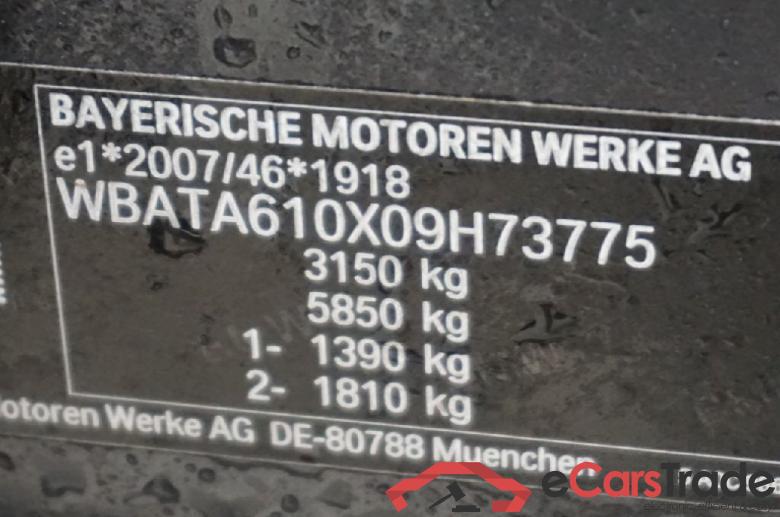 BAYERISCHE MOTOREN WERKE AG
e1*2007/46*1918
WBATA610X09H73775
3150 kg
5850 kg
1- 1390 kg
2- 1810 kg
Motoren Werke AG DE-80788 Muenchen
eCarsTrade